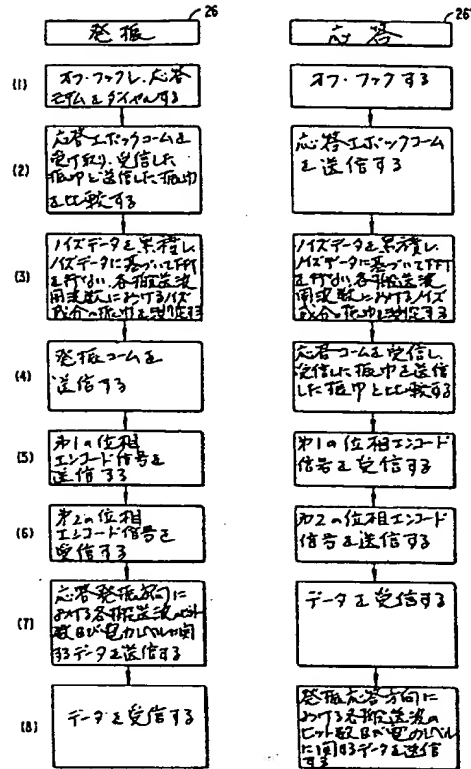 26
発振
26
応答
(1)
オフ・フックし、応答
モデムをダイヤルする
オフ・フックする
(2)
応答エポックコームを
受け取り、受信した
振巾と送信した振巾
を比較する
応答エポックコーム
を送信する
(3)
ノイズデータを累積し、
ノイズデータに基づいてFFT
を行ない、各搬送波
周波数におけるノイズ
成分の振巾を測定する
ノイズデータを累積し、
ノイズデータに基づいてFFT
を行ない、各搬送波
周波数におけるノイズ
成分の振巾を測定する
(4)
発振コームを
送信する
応答コームを受信し、
受信した振巾を送信
した振巾と比較する
(5)
第1の位相
エンコード信号を
送信する
第1の位相エンコード
信号を受信する
(6)
第2の位相
エンコード信号を
受信する
第2の位相エンコード
信号を送信する
(7)
応答発振方向に
おける各搬送波のビット
数及び電力レベルに関
するデータを送信する
データを受信する
(8)
データを受信する
発振応答方向に
おける各搬送波の
ビット数及び電力レベル
に関するデータを送信
する